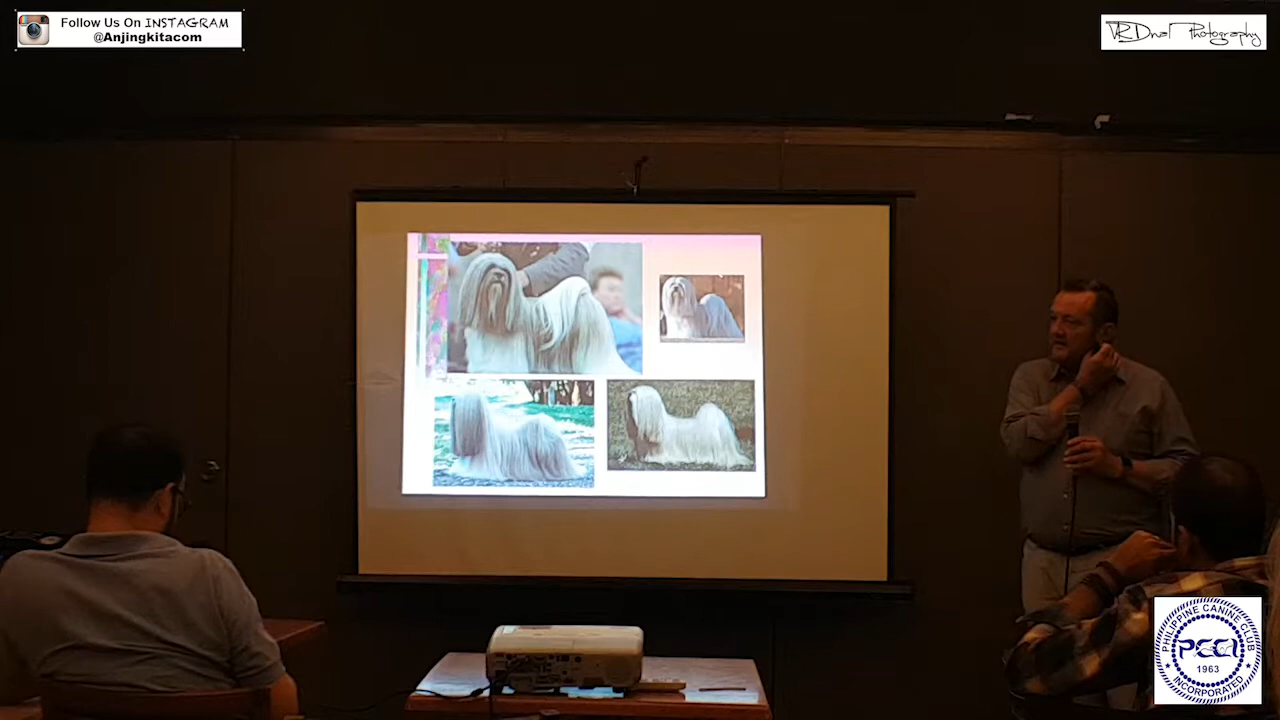 Follow Us On INSTAGRAM
@Anjingkitacom
VRDnal Photography
PHILIPPINE CANINE CLUB
PCCI
1963
INCORPORATED